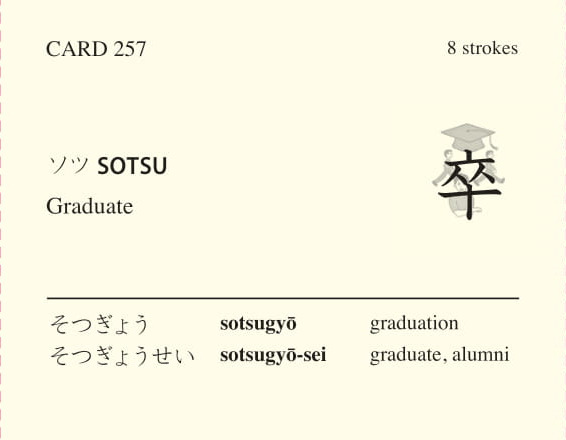 CARD 257 8 strokes
ソツ SOTSU
卒
Graduate
そつぎょう sotsugyō graduation
そつぎょうせい sotsugyō-sei graduate, alumni